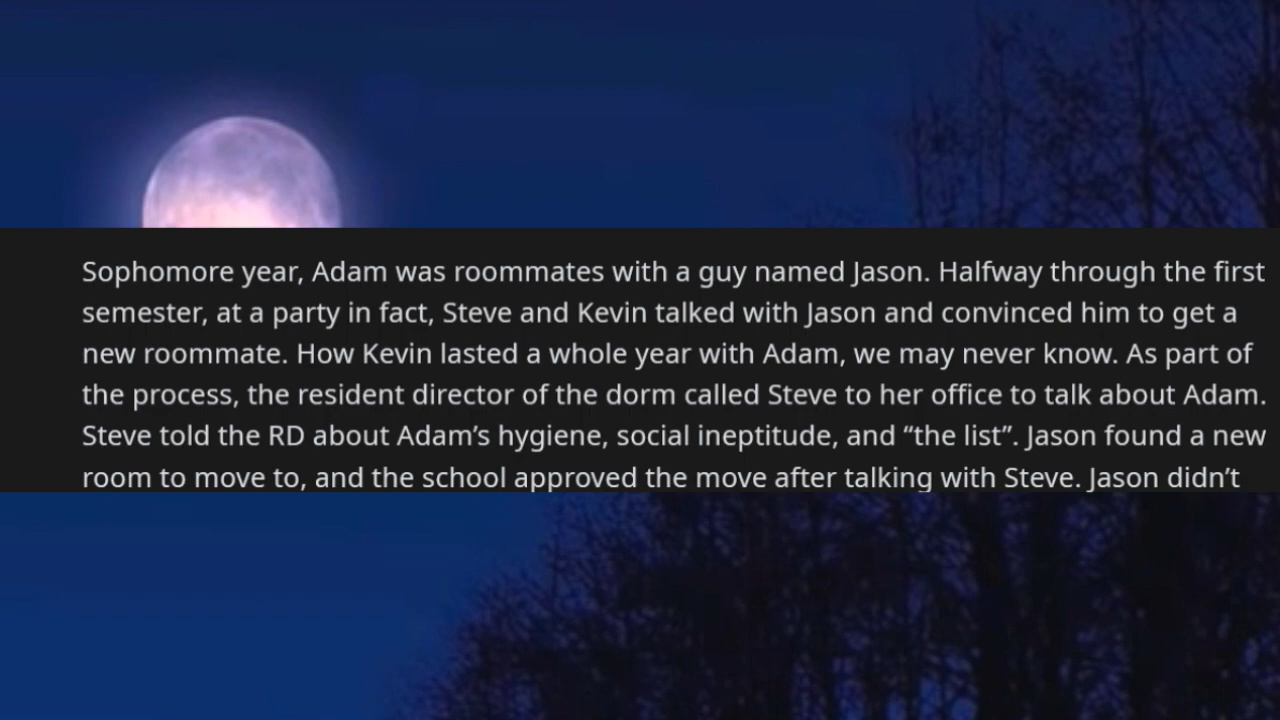 Sophomore year, Adam was roommates with a guy named Jason. Halfway through the first
semester, at a party in fact, Steve and Kevin talked with Jason and convinced him to get a
new roommate. How Kevin lasted a whole year with Adam, we may never know. As part of
the process, the resident director of the dorm called Steve to her office to talk about Adam.
Steve told the RD about Adam’s hygiene, social ineptitude, and “the list”. Jason found a new
room to move to, and the school approved the move after talking with Steve. Jason didn’t